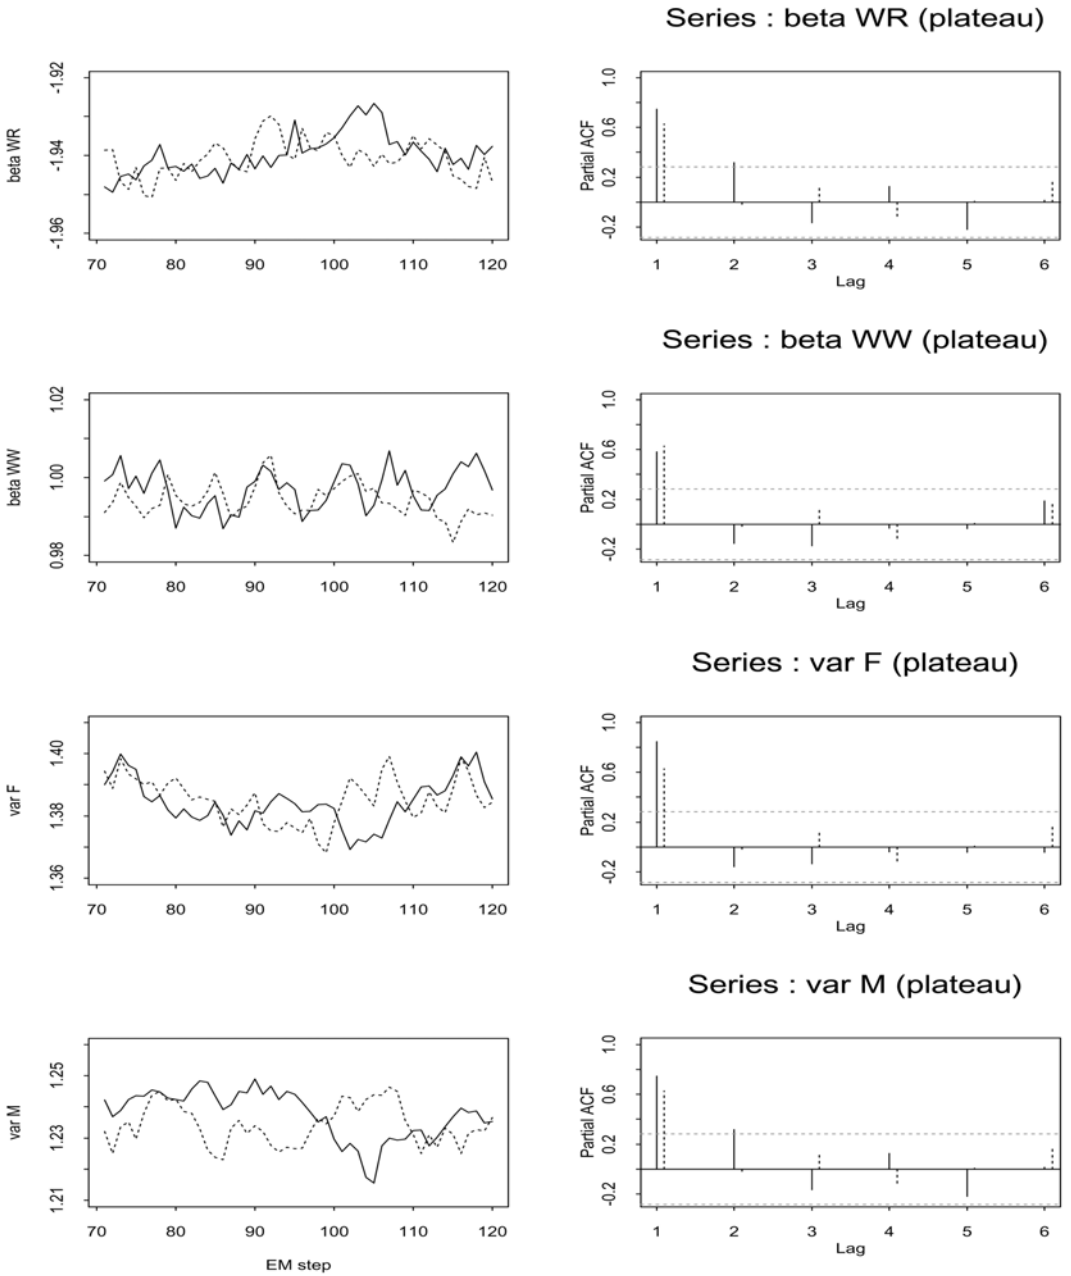 Series : beta WR (plateau)
beta WR
-1.92
-1.94
-1.96
70 80 90 100 110 120
Partial ACF
1.0
0.6
0.2
-0.2
1 2 3 4 5 6
Lag
Series : beta WW (plateau)
beta WW
1.02
1.00
0.98
70 80 90 100 110 120
Partial ACF
1.0
0.6
0.2
-0.2
1 2 3 4 5 6
Lag
Series : var F (plateau)
var F
1.40
1.38
1.36
70 80 90 100 110 120
Partial ACF
1.0
0.6
0.2
-0.2
1 2 3 4 5 6
Lag
Series : var M (plateau)
var M
1.25
1.23
1.21
70 80 90 100 110 120
EM step
Partial ACF
1.0
0.6
0.2
-0.2
1 2 3 4 5 6
Lag